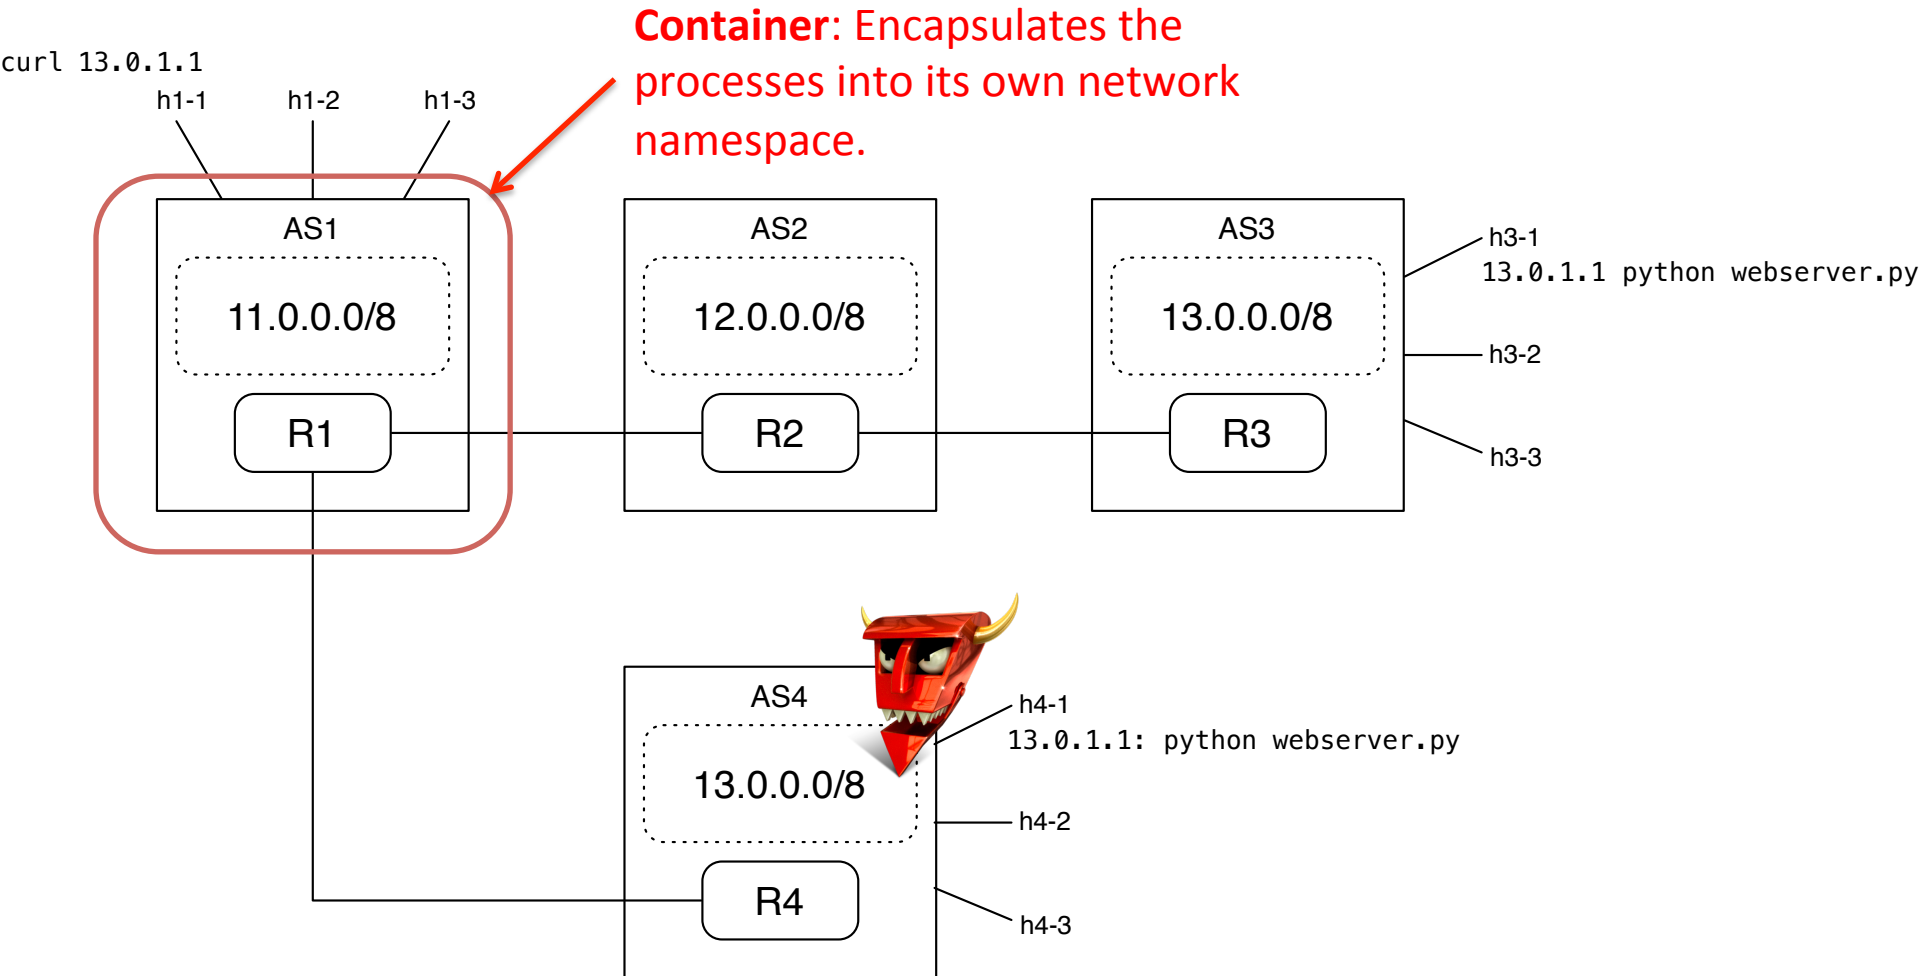 Container: Encapsulates the
processes into its own network
namespace.
curl 13.0.1.1
h1-1
h1-2
h1-3
AS1
11.0.0.0/8
R1
AS2
12.0.0.0/8
R2
AS3
13.0.0.0/8
R3
h3-1
13.0.1.1 python webserver.py
h3-2
h3-3
AS4
13.0.0.0/8
R4
h4-1
13.0.1.1: python webserver.py
h4-2
h4-3